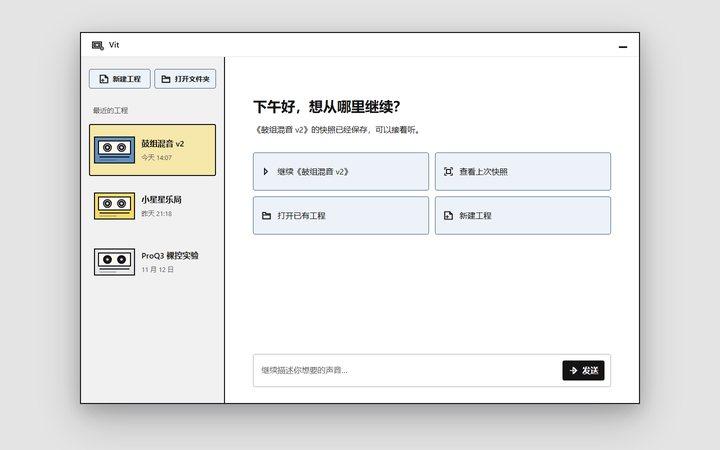 Vit
新建工程
打开文件夹
最近的工程
鼓组混音 v2
今天 14:07
小星星乐局
昨天 21:18
ProQ3 裸控实验
11 月 12 日
下午好，想从哪里继续？
《鼓组混音 v2》的快照已经保存，可以接着听。
继续《鼓组混音 v2》
查看上次快照
打开已有工程
新建工程
继续描述你想要的声音...
发送